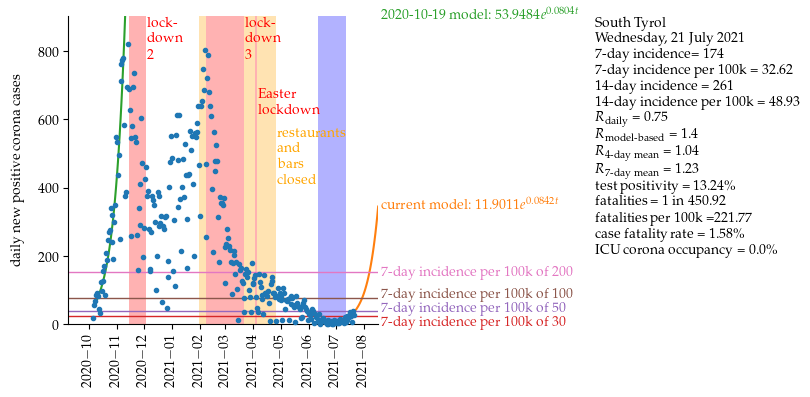 2020-10-19 model: 53.9484e^0.0804t
South Tyrol
Wednesday, 21 July 2021
7-day incidence= 174
7-day incidence per 100k = 32.62
14-day incidence = 261
14-day incidence per 100k = 48.93
R_daily = 0.75
R_model-based = 1.4
R_4-day mean = 1.04
R_7-day mean = 1.23
test positivity = 13.24%
fatalities = 1 in 450.92
fatalities per 100k =221.77
case fatality rate = 1.58%
ICU corona occupancy = 0.0%
lock-
down
2
lock-
down
3
Easter
lockdown
restaurants
and
bars
closed
current model: 11.9011e^0.0842t
7-day incidence per 100k of 200
7-day incidence per 100k of 100
7-day incidence per 100k of 50
7-day incidence per 100k of 30
daily new positive corona cases
800
600
400
200
0
2020−10
2020−11
2020−12
2021−01
2021−02
2021−03
2021−04
2021−05
2021−06
2021−07
2021−08